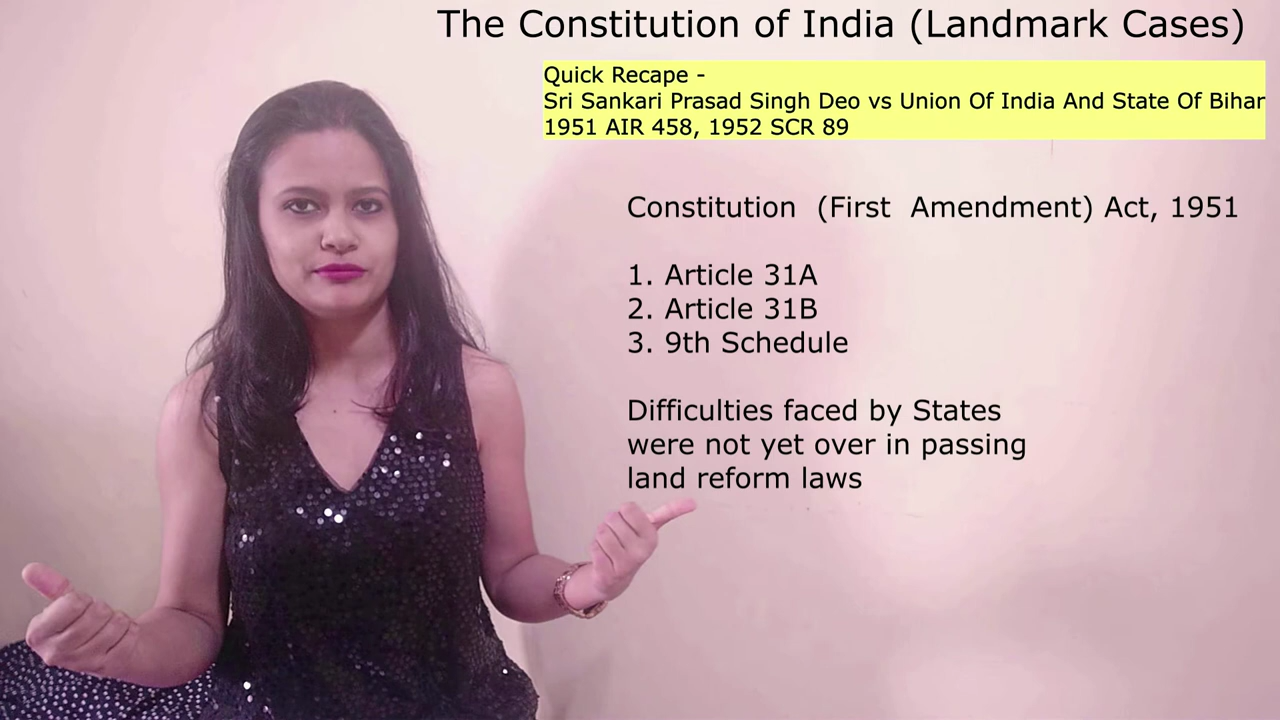 The Constitution of India (Landmark Cases)
Quick Recape -
Sri Sankari Prasad Singh Deo vs Union Of India And State Of Bihar
1951 AIR 458, 1952 SCR 89
Constitution (First Amendment) Act, 1951
1. Article 31A
2. Article 31B
3. 9th Schedule
Difficulties faced by States
were not yet over in passing
land reform laws